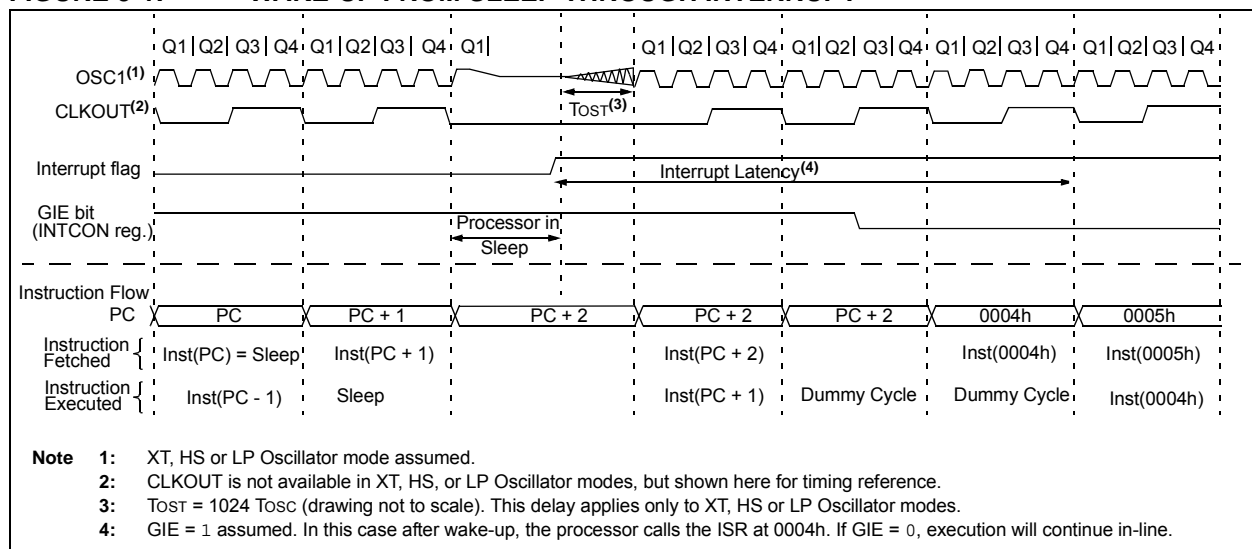 Q1 Q2 Q3 Q4 Q1 Q2 Q3 Q4 Q1 Q1 Q2 Q3 Q4 Q1 Q2 Q3 Q4 Q1 Q2 Q3 Q4 Q1 Q2 Q3 Q4
OSC1(1)
CLKOUT(2) TOST(3)
Interrupt flag Interrupt Latency(4)
GIE bit
(INTCON reg.) Processor in
Sleep
Instruction Flow
PC PC PC + 1 PC + 2 PC + 2 PC + 2 0004h 0005h
Instruction
Fetched { Inst(PC) = Sleep Inst(PC + 1) Inst(PC + 2) Inst(0004h) Inst(0005h)
Instruction
Executed { Inst(PC - 1) Sleep Inst(PC + 1) Dummy Cycle Dummy Cycle Inst(0004h)
Note 1: XT, HS or LP Oscillator mode assumed.
2: CLKOUT is not available in XT, HS, or LP Oscillator modes, but shown here for timing reference.
3: TOST = 1024 TOSC (drawing not to scale). This delay applies only to XT, HS or LP Oscillator modes.
4: GIE = 1 assumed. In this case after wake-up, the processor calls the ISR at 0004h. If GIE = 0, execution will continue in-line.